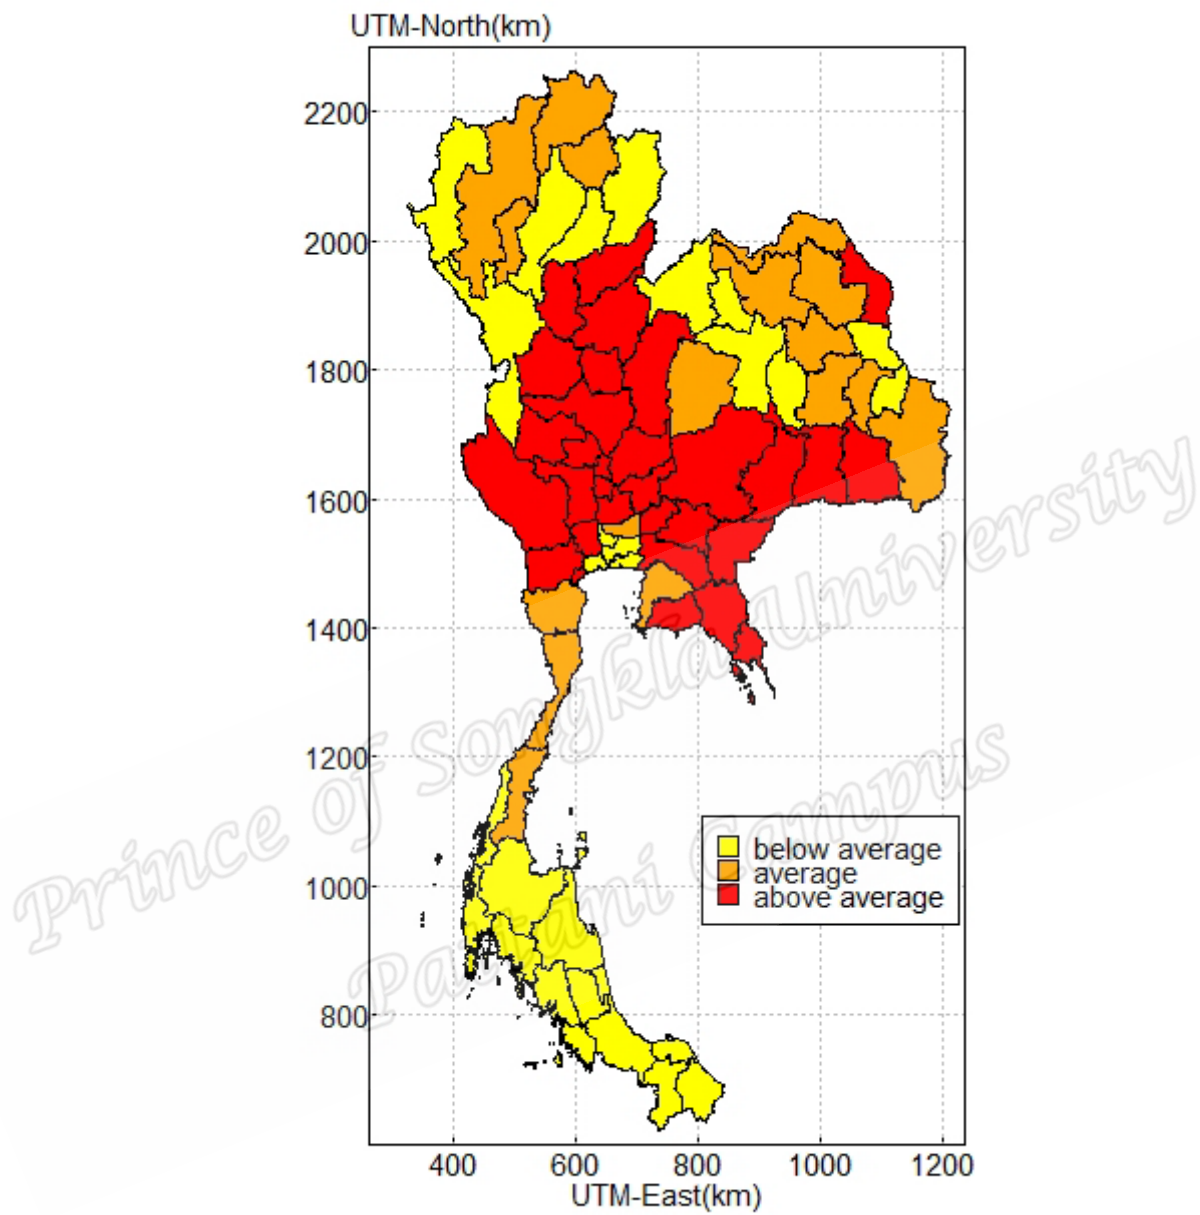 UTM-North(km)
2200
2000
1800
1600
1400
1200
1000
800
below average
average
above average
400 600 800 1000 1200
UTM-East(km)
Prince of Songkla University
Pattani Campus